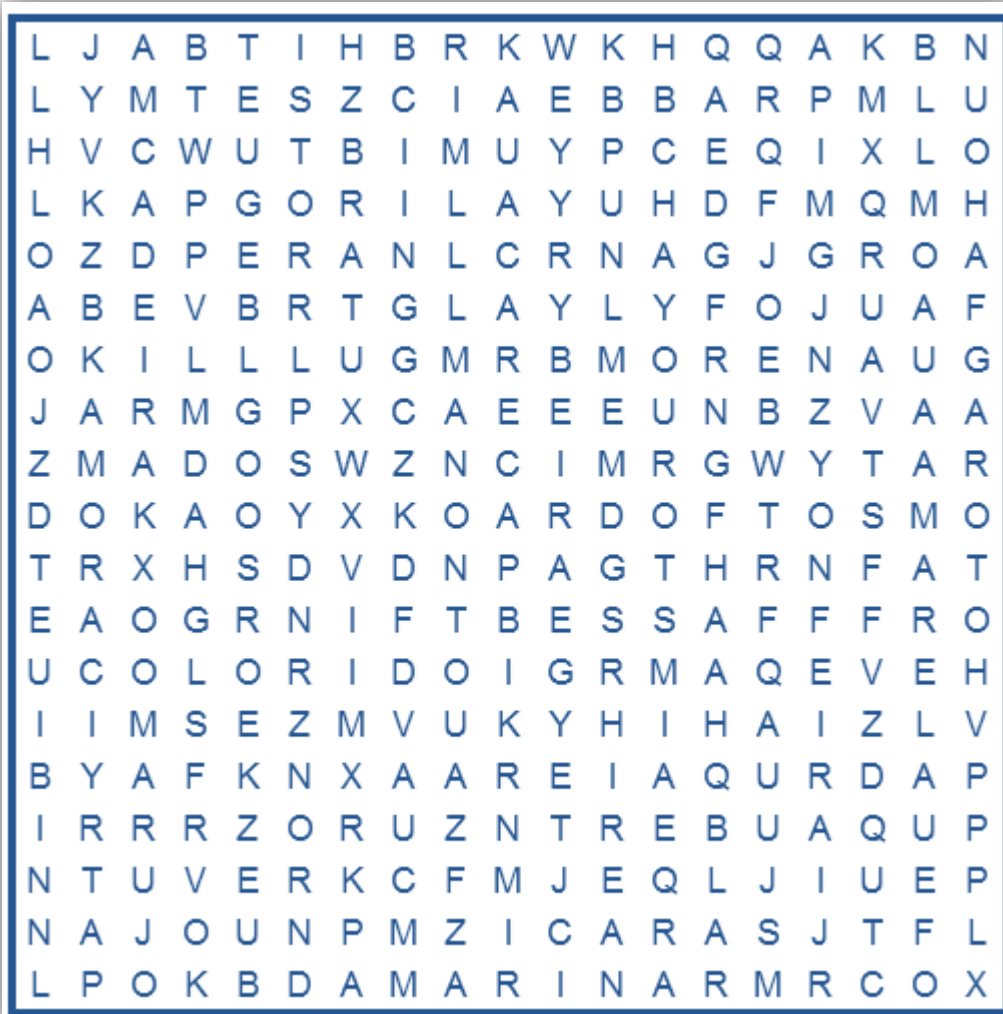 L J A B T I H B R K W K H Q Q A K B N
L Y M T E S Z C I A E B B A R P M L U
H V C W U T B I M U Y P C E Q I X L O
L K A P G O R I L A Y U H D F M Q M H
O Z D P E R A N L C R N A G J G R O A
A B E V B R T G L A Y L Y F O J U A F
O K I L L L U G M R B M O R E N A U G
J A R M G P X C A E E E U N B Z V A A
Z M A D O S W Z N C I M R G W Y T A R
D O K A O Y X K O A R D O F T O S M O
T R X H S D V D N P A G T H R N F A T
E A O G R N I F T B E S S A F F F R O
U C O L O R I D O I G R M A Q E V E H
I I M S E Z M V U K Y H I H A I Z L V
B Y A F K N X A A R E I A Q U R D A P
I R R R Z O R U Z N T R E B U A Q U P
N T U V E R K C F M J E Q L J I U E P
N A J O U N P M Z I C A R A S J T F L
L P O K B D A M A R I N A R M R C O X